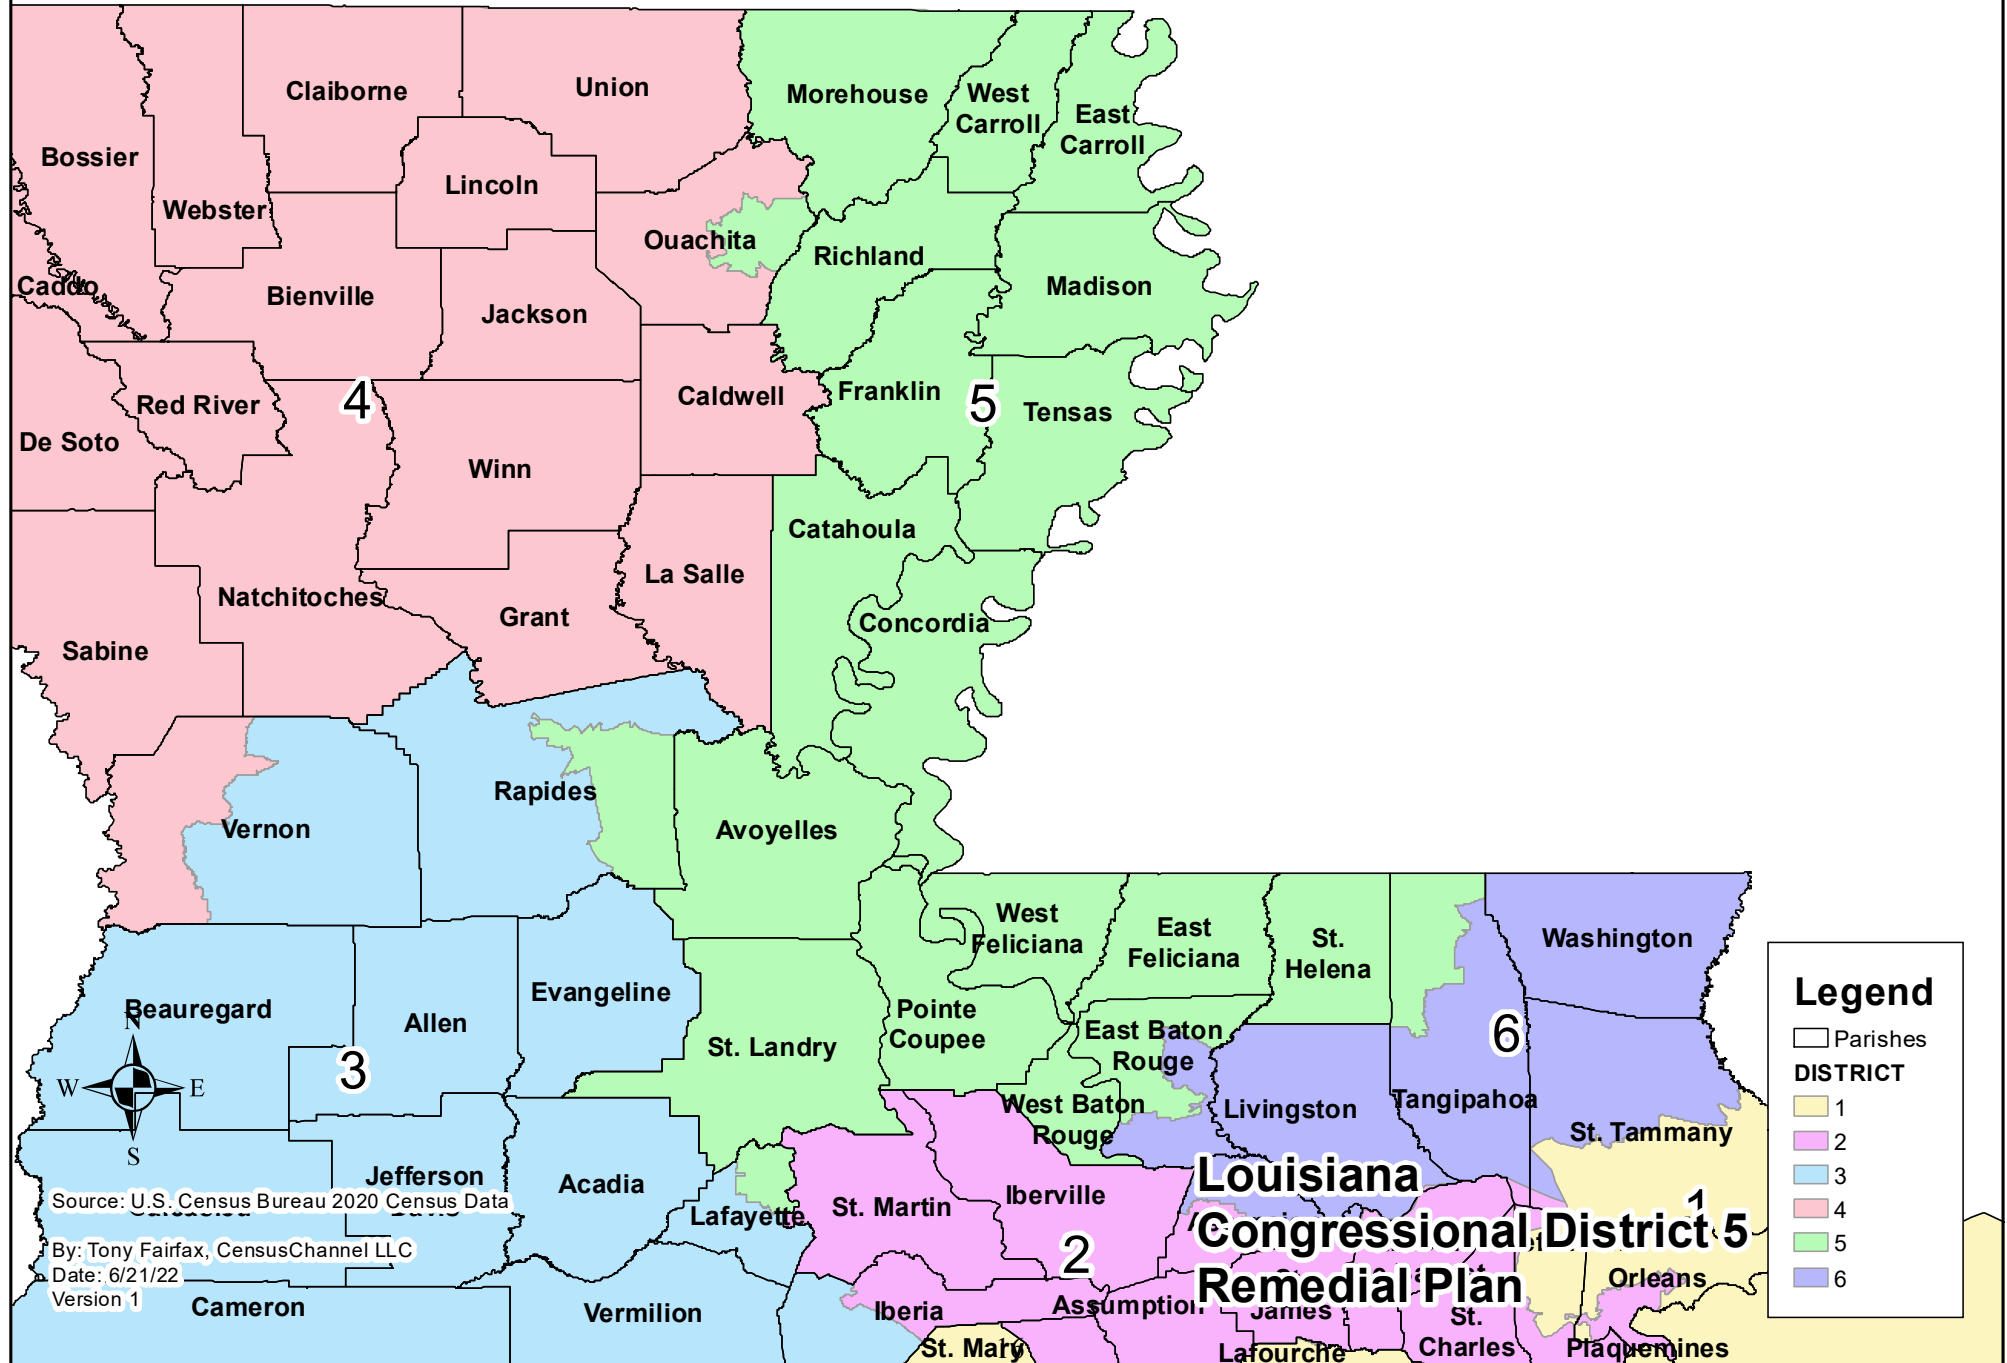 Claiborne
Union
Morehouse
West
Carroll
East
Carroll
Bossier
Webster
Lincoln
Ouachita
Richland
Madison
Caddo
Bienville
Jackson
Red River
4
Caldwell
Franklin
5
Tensas
De Soto
Winn
Catahoula
La Salle
Natchitoches
Grant
Concordia
Sabine
Rapides
Vernon
Avoyelles
West
Feliciana
East
Feliciana
St.
Helena
Washington
Beauregard
Allen
Evangeline
Pointe
Coupee
St. Landry
East Baton
Rouge
6
3
N
W
E
S
West Baton
Rouge
Livingston
Tangipahoa
St. Tammany
Jefferson
Davis
Acadia
Lafayette
St. Martin
Iberville
1
2
Calcasieu
Source: U.S. Census Bureau 2020 Census Data
By: Tony Fairfax, CensusChannel LLC
Date: 6/21/22
Version 1
Louisiana
Congressional District 5
Remedial Plan
Cameron
Vermilion
Iberia
Assumption
James
St.
Charles
Orleans
St. Mary
16
Lafourche
Plaquemines
Legend
Parishes
DISTRICT
1
2
3
4
5
6